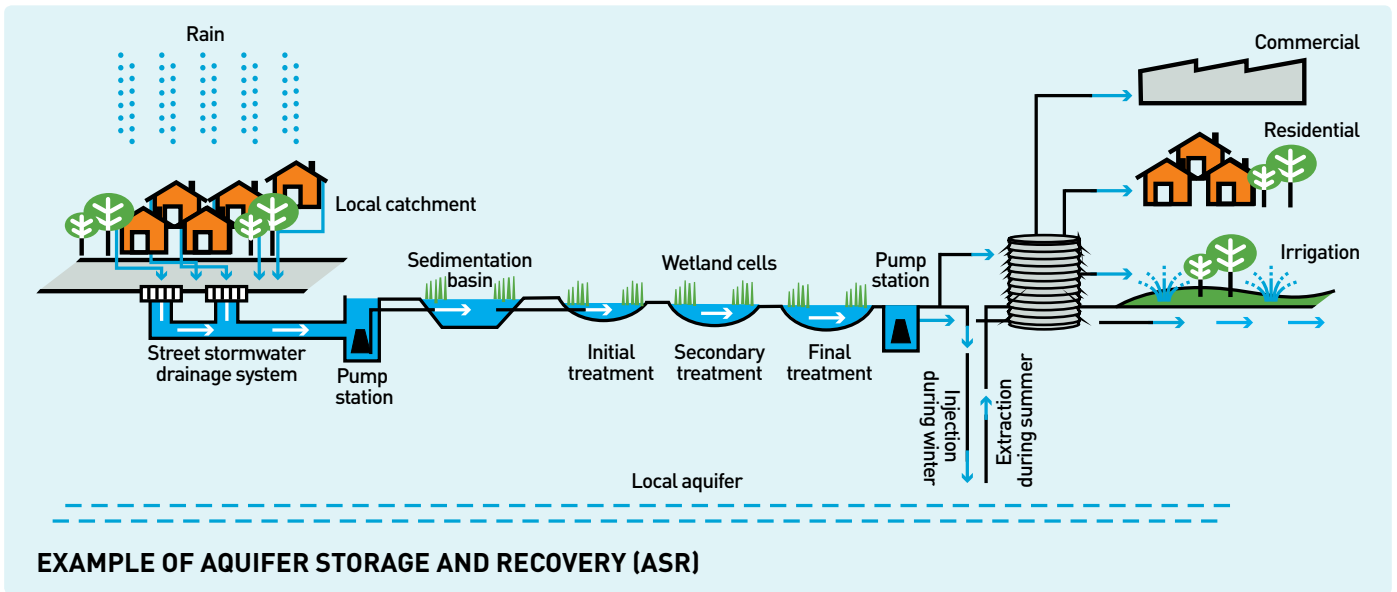 Rain
Commercial
Residential
Local catchment
Sedimentation
basin
Wetland cells
Pump
station
Irrigation
Street stormwater
drainage system
Pump
station
Initial
treatment
Secondary
treatment
Final
treatment
Injection
during winter
Extraction
during summer
Local aquifer
EXAMPLE OF AQUIFER STORAGE AND RECOVERY (ASR)